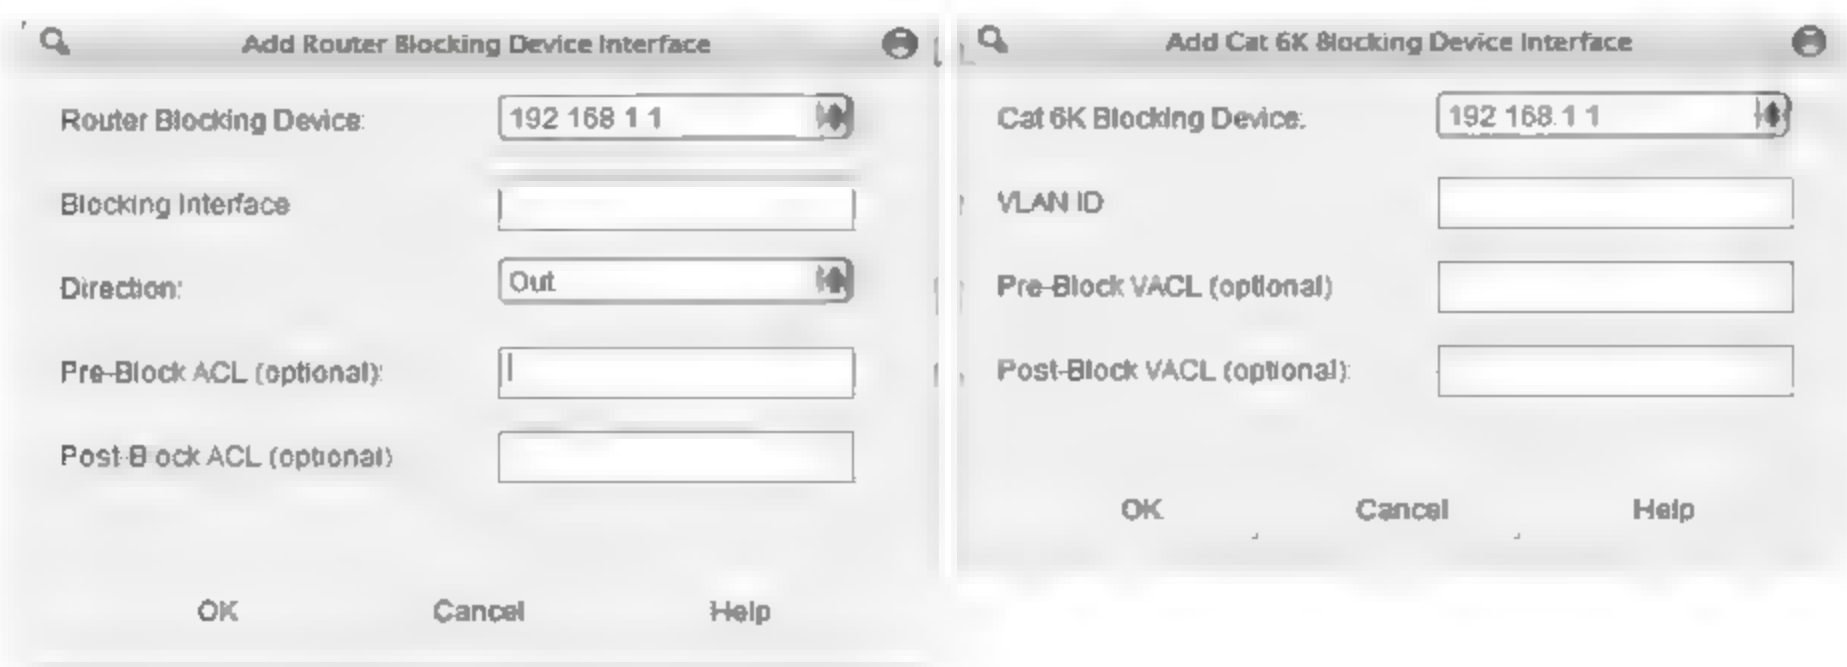 Add Router Blocking Device Interface
Router Blocking Device:
192 168 1 1
Blocking Interface
Direction:
Out
Pre-Block ACL (optional):
Post-Block ACL (optional)
OK Cancel Help
Add Cat 6K Blocking Device Interface
Cat 6K Blocking Device:
192 168.1 1
VLAN ID
Pre-Block VACL (optional)
Post-Block VACL (optional):
OK Cancel Help